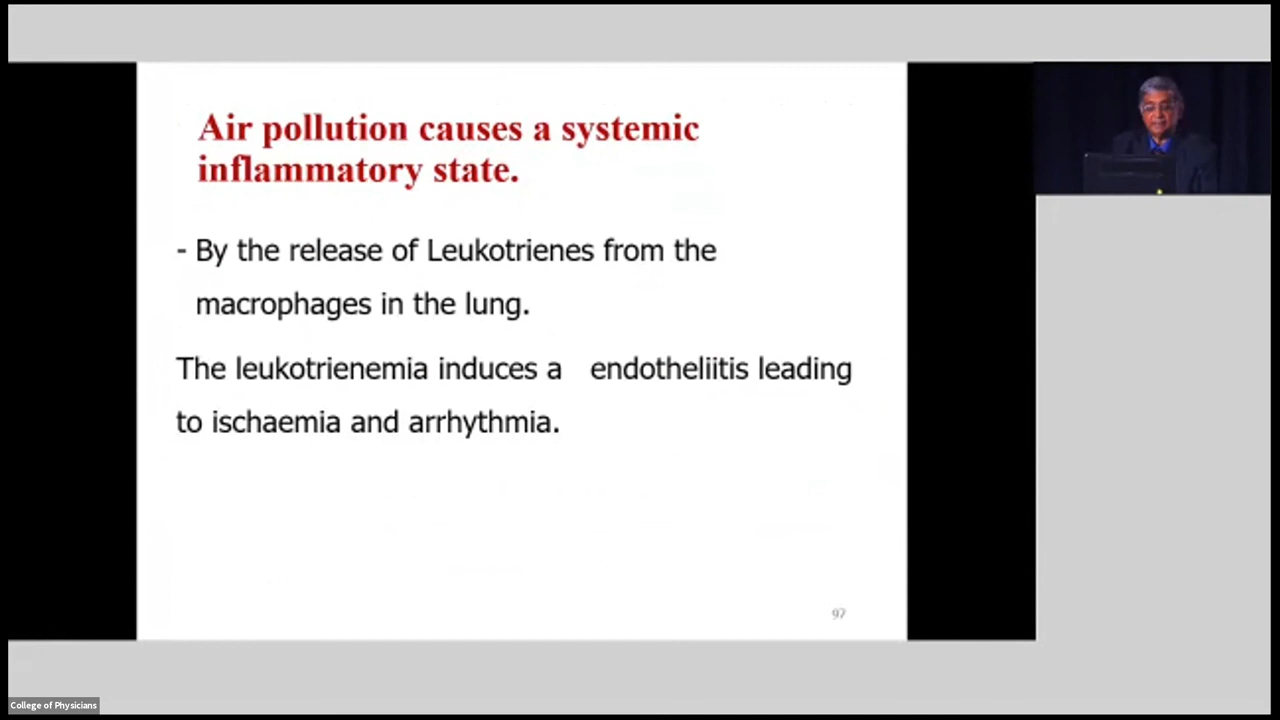 Air pollution causes a systemic
inflammatory state.
- By the release of Leukotrienes from the
macrophages in the lung.
The leukotrienemia induces a endotheliitis leading
to ischaemia and arrhythmia.
97
College of Physicians